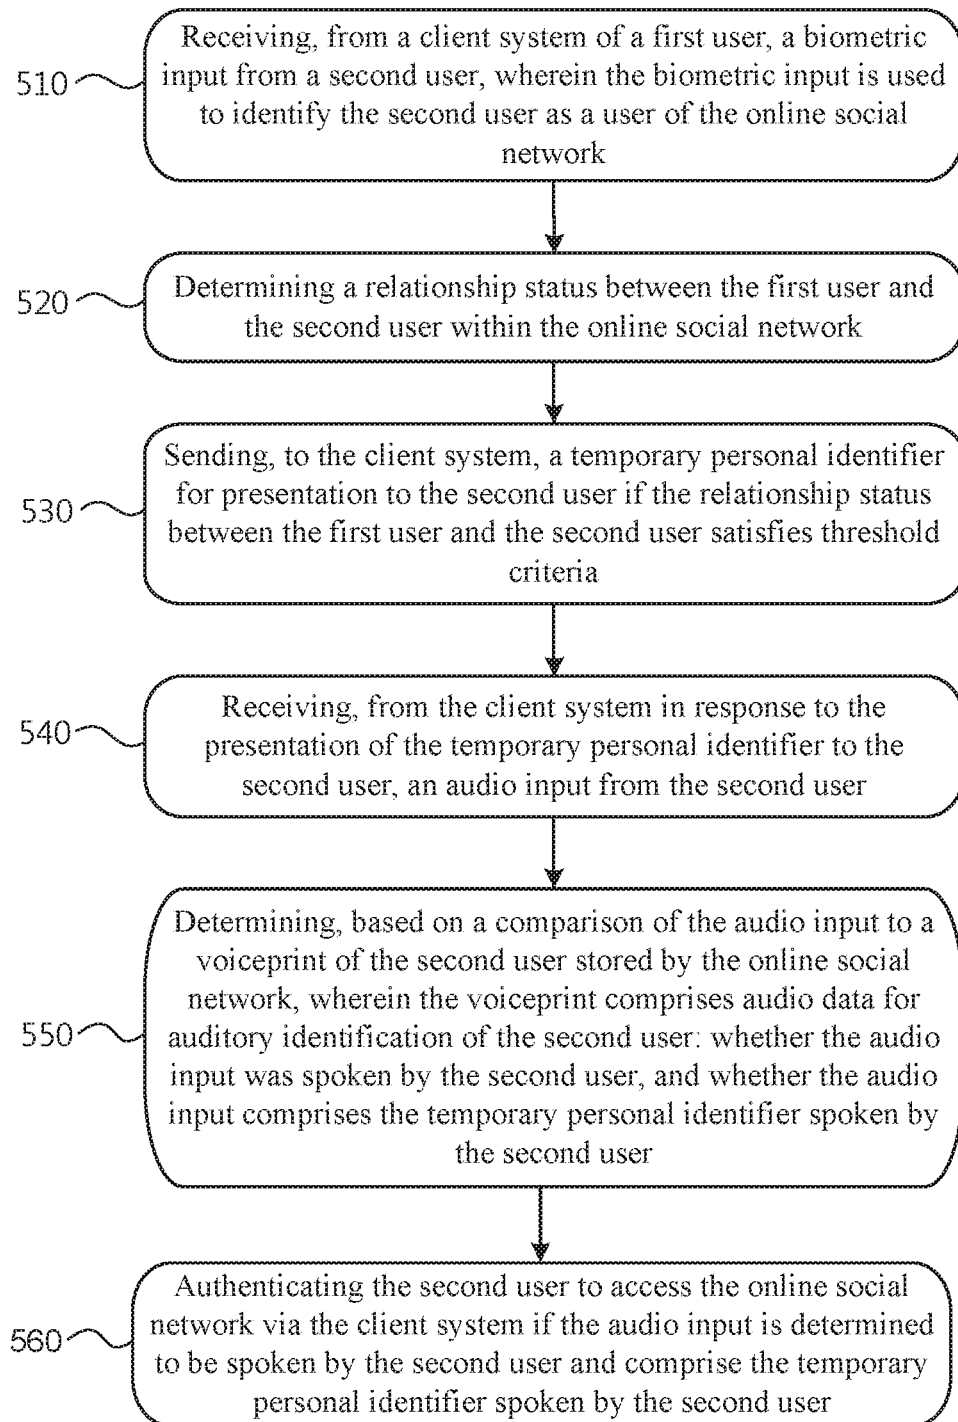 Receiving, from a client system of a first user, a biometric
510
input from a second user, wherein the biometric input is used
to identify the second user as a user of the online social
network
Determining a relationship status between the first user and
520
the second user within the online social network
Sending, to the client system, a temporary personal identifier
for presentation to the second user if the relationship status
530
between the first user and the second user satisfies threshold
criteria
Receiving, from the client system in response to the
540
presentation of the temporary personal identifier to the
second user, an audio input from the second user
Determining, based on a comparison of the audio input to a
voiceprint of the second user stored by the online social
network, wherein the voiceprint comprises audio data for
550
auditory identification of the second user: whether the audio
input was spoken by the second user, and whether the audio
input comprises the temporary personal identifier spoken by
the second user
Authenticating the second user to access the online social
560
network via the client system if the audio input is determined
to be spoken by the second user and comprise the temporary
personal identifier spoken by the second user